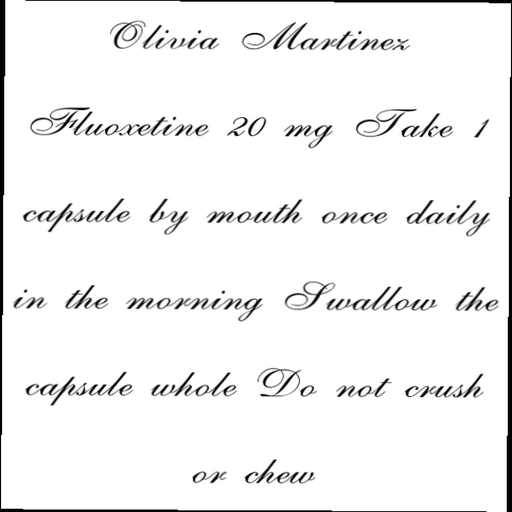 Olivia Martinez
Fluoxetine 20 mg Take 1
capsule by mouth once daily
in the morning Swallow the
capsule whole Do not crush
or chew